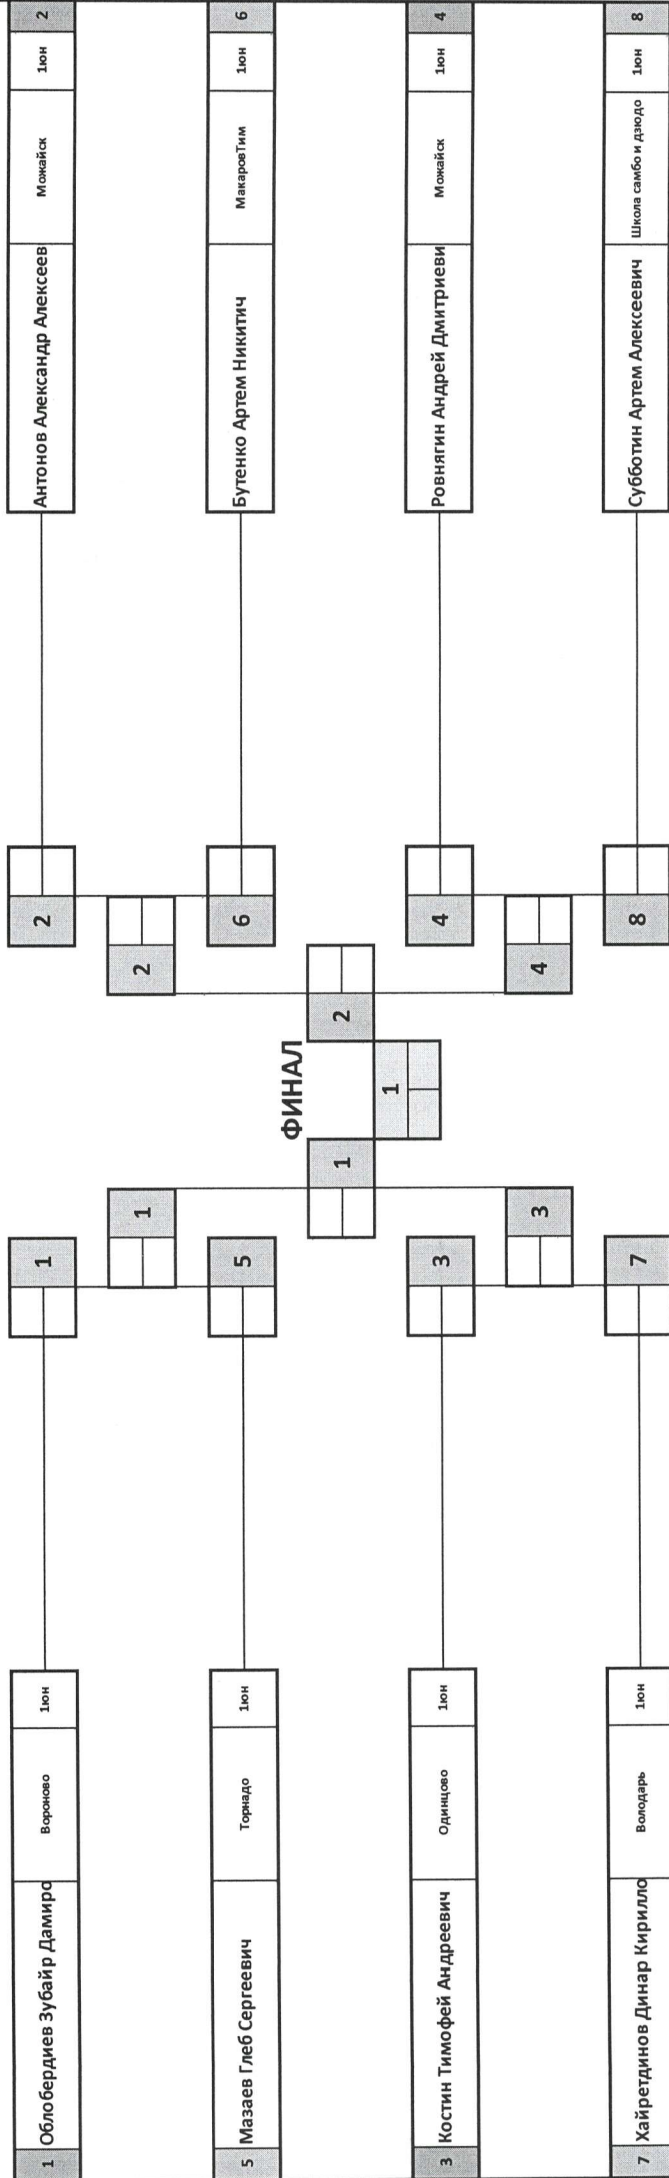 1 Облобердиев Зубайр Дамиро Вороново 1юн
1
2
Антонов Александр Алексеев Можайск 1юн 2
1
2
5 Мазаев Глеб Сергеевич Торнадо 1юн
5
6
Бутенко Артем Никитич МакаровТим 1юн 6
ФИНАЛ
1
2
1
3 Костин Тимофей Андреевич Одинцово 1юн
3
4
Ровнягин Андрей Дмитриеви Можайск 1юн 4
3
4
7 Хайретдинов Динар Кирилло Володарь 1юн
7
8
Субботин Артем Алексеевич Школа самбо и дзюдо 1юн 8